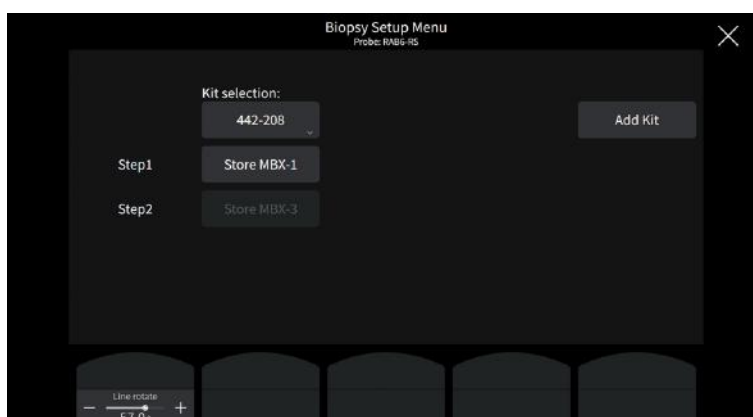 Biopsy Setup Menu
Probe: RAB6-RS
Kit selection:
442-208
Add Kit
Step1
Store MBX-1
Step2
Store MBX-3
Line rotate
− +